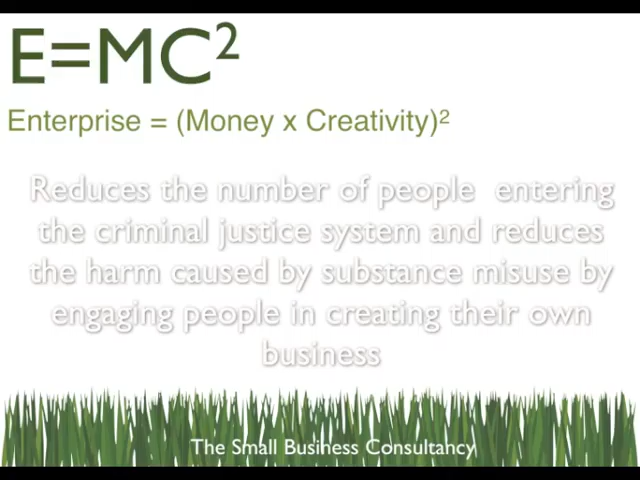 E=MC²
Enterprise = (Money x Creativity)²
Reduces the number of people entering
the criminal justice system and reduces
the harm caused by substance misuse by
engaging people in creating their own
business
The Small Business Consultancy